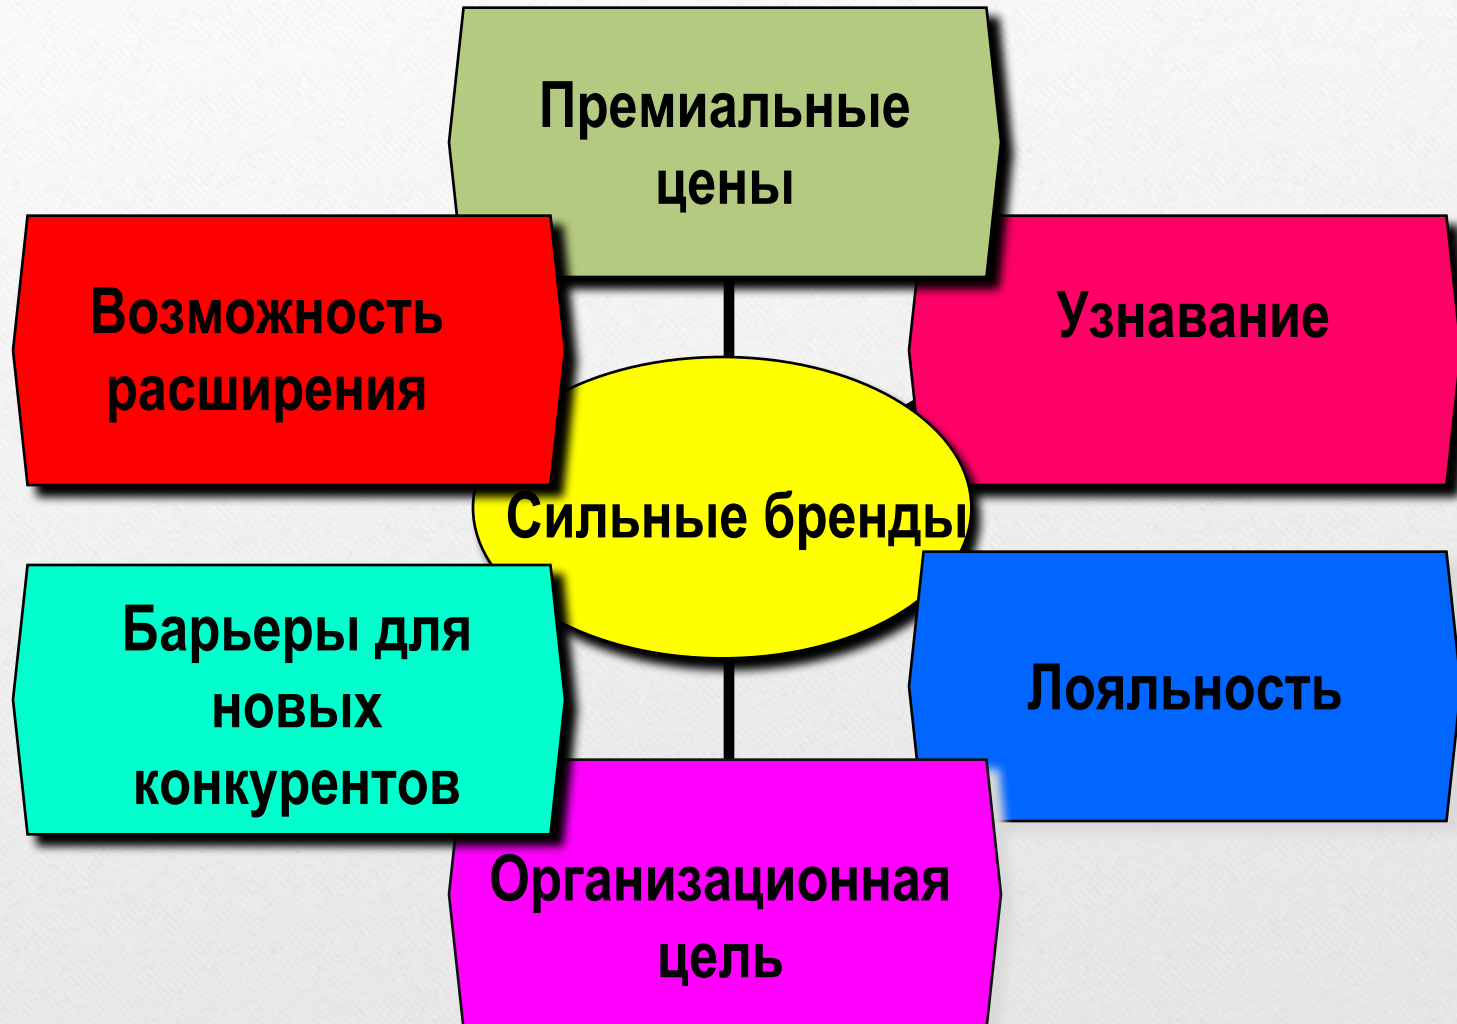 Премиальные
цены
Возможность
расширения
Узнавание
Сильные бренды
Барьеры для
новых
конкурентов
Лояльность
Организационная
цель